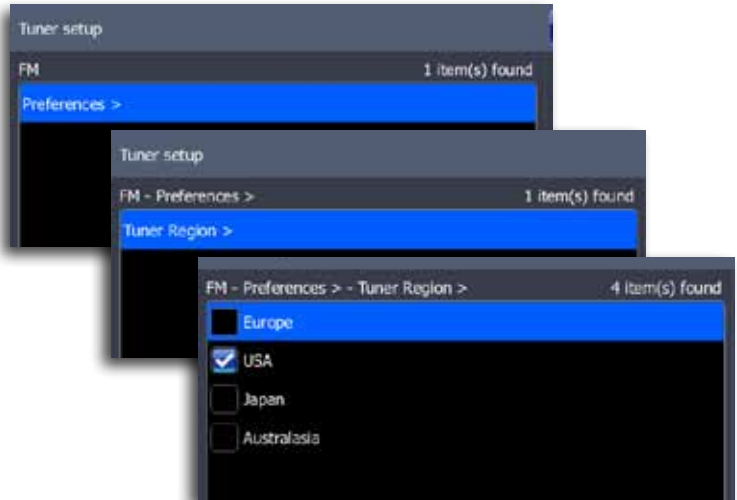 Tuner setup
FM 1 item(s) found
Preferences >
Tuner setup
FM - Preferences > 1 item(s) found
Tuner Region >
FM - Preferences > - Tuner Region > 4 item(s) found
Europe
USA
Japan
Australasia